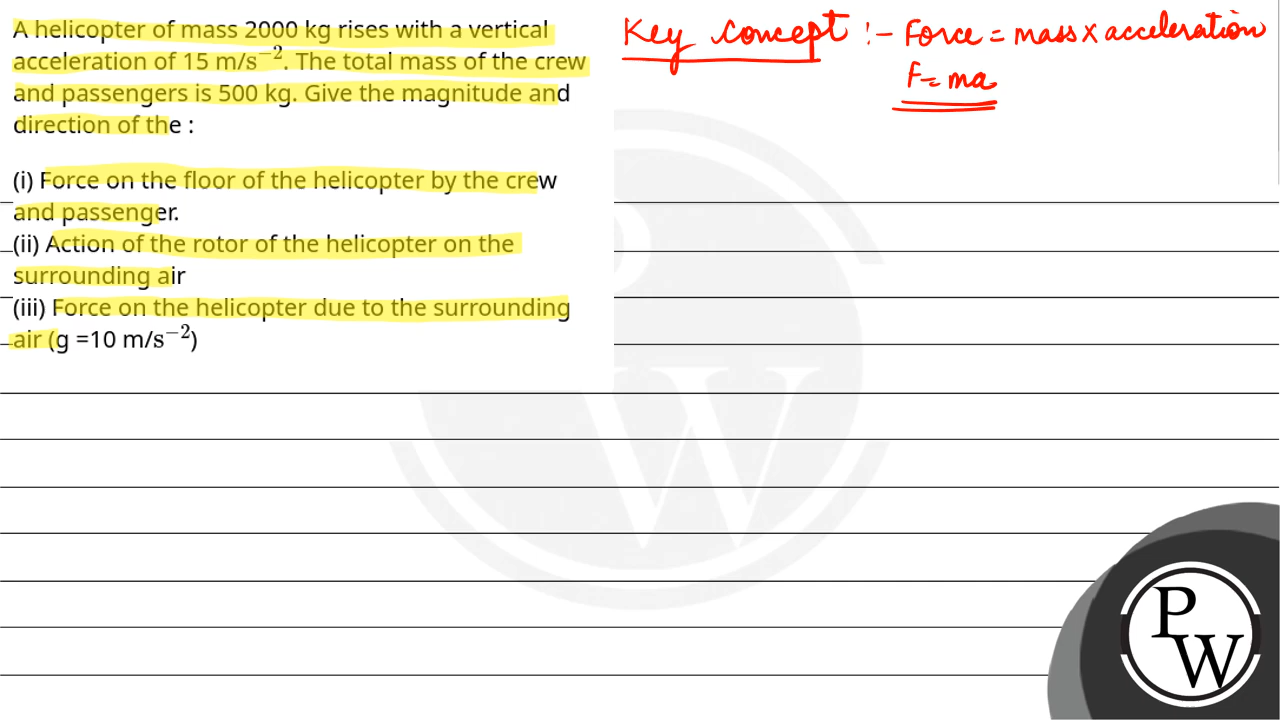 A helicopter of mass 2000 kg rises with a vertical
acceleration of 15 m/s⁻². The total mass of the crew
and passengers is 500 kg. Give the magnitude and
direction of the :
(i) Force on the floor of the helicopter by the crew
and passenger.
(ii) Action of the rotor of the helicopter on the
surrounding air
(iii) Force on the helicopter due to the surrounding
air (g =10 m/s⁻²)
Key Concept :- Force = mass x acceleration
F = ma
P
W
P
W